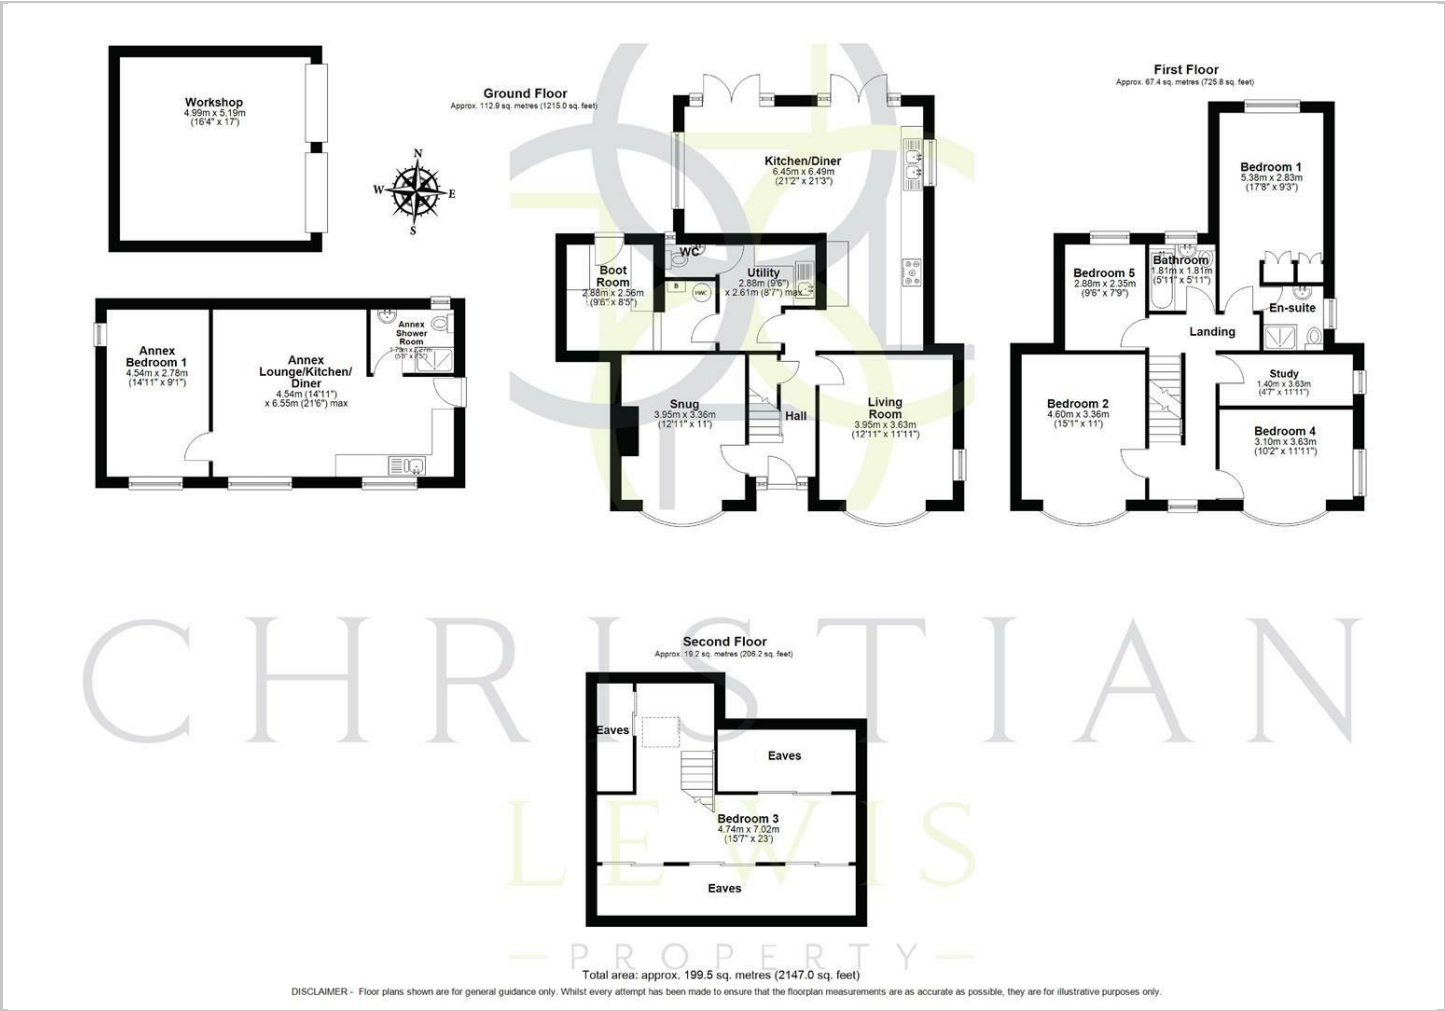 Workshop
4.99m x 5.19m
(16'4" x 17')
N
W
E
S
Annex
Bedroom 1
4.54m x 2.78m
(14'11" x 9'1")
Annex
Lounge/Kitchen/
Diner
4.54m (14'11")
x 6.55m (21'6") max
Annex
Shower
Room
Ground Floor
Approx. 112.9 sq. metres (1215.0 sq. feet)
Kitchen/Diner
6.45m x 6.49m
(21'2" x 21'3")
Boot
Room
2.88m x 2.56m
(9'6" x 8'5")
WC
B
HWC
Utility
2.88m (9'6")
x 2.61m (8'7") max
Snug
3.95m x 3.36m
(12'11" x 11')
Hall
Living
Room
3.95m x 3.63m
(12'11" x 11'11")
First Floor
Approx. 67.4 sq. metres (725.8 sq. feet)
Bedroom 1
5.38m x 2.83m
(17'8" x 9'3")
Bedroom 5
2.88m x 2.35m
(9'6" x 7'9")
Bathroom
1.81m x 1.81m
(5'11" x 5'11")
En-suite
Landing
Study
1.40m x 3.63m
(4'7" x 11'11")
Bedroom 2
4.60m x 3.36m
(15'1" x 11')
Bedroom 4
3.10m x 3.63m
(10'2" x 11'11")
CHRISTIAN
Second Floor
Approx. 19.2 sq. metres (206.2 sq. feet)
Eaves
Eaves
Bedroom 3
4.74m x 7.02m
(15'7" x 23')
Eaves
LEWIS
PROPERTY
Total area: approx. 199.5 sq. metres (2147.0 sq. feet)
DISCLAIMER - Floor plans shown are for general guidance only. Whilst every attempt has been made to ensure that the floorplan measurements are as accurate as possible, they are for illustrative purposes only.